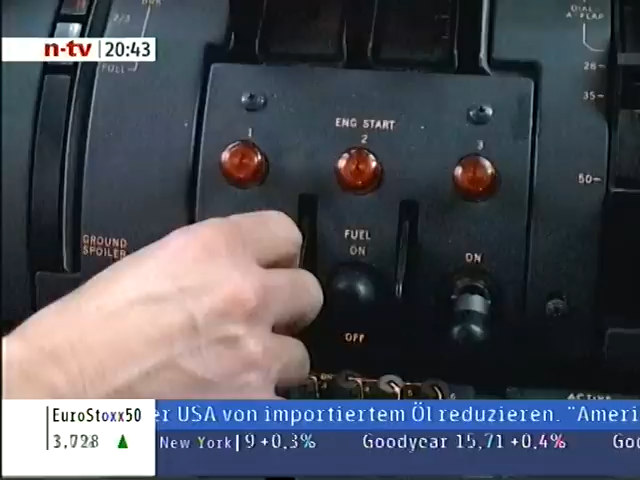 n-tv 20:43
2/3
FULL
DIAL-
A-FLAP
28
35
50
ENG START
1 2 3
GROUND
SPOILER
FUEL
ON
ON
OFF
EuroStoxx50
3.728
er USA von importiertem Öl reduzieren. "Ameri
New York 9 +0,3% Goodyear 15,71 +0,4% Goo